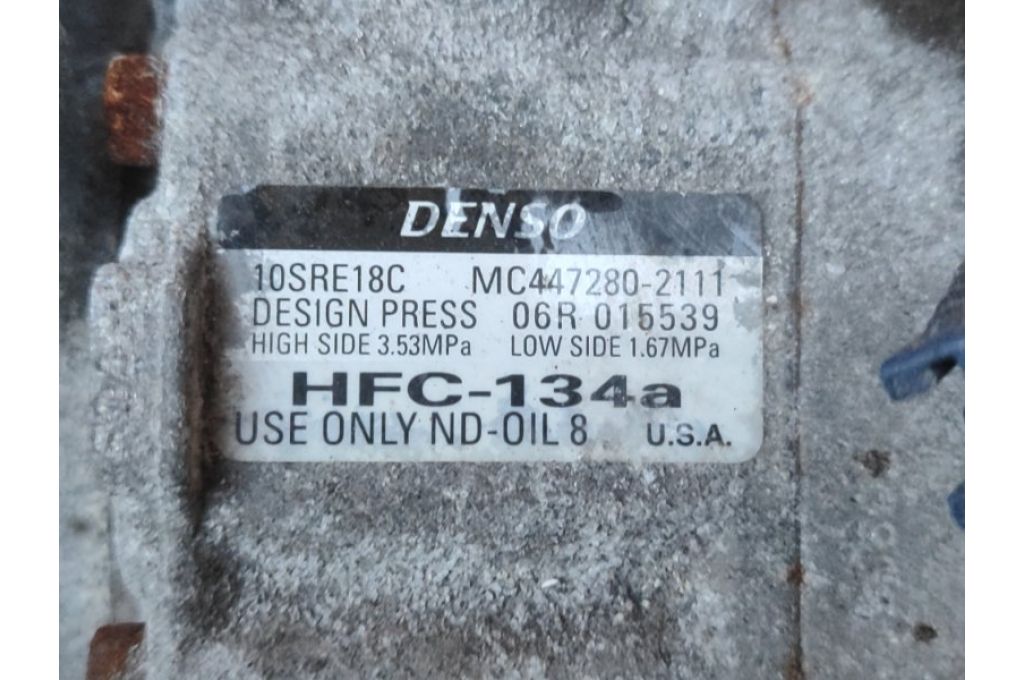 DENSO
10SRE18C MC447280-2111
DESIGN PRESS 06R 015539
HIGH SIDE 3.53MPa LOW SIDE 1.67MPa
HFC-134a
USE ONLY ND-OIL 8 U.S.A.